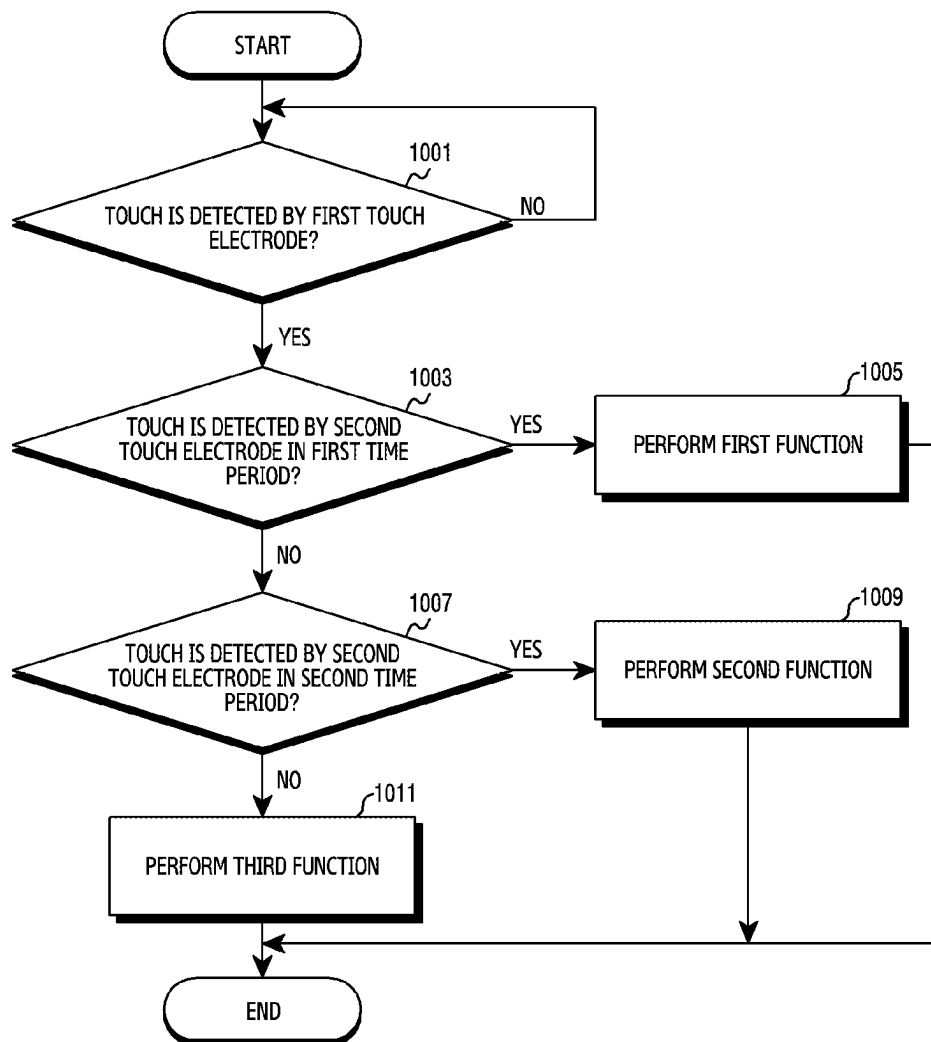 START
1001
TOUCH IS DETECTED BY FIRST TOUCH
ELECTRODE?
NO
YES
1003
TOUCH IS DETECTED BY SECOND
TOUCH ELECTRODE IN FIRST TIME
PERIOD?
YES
1005
PERFORM FIRST FUNCTION
NO
1007
TOUCH IS DETECTED BY SECOND
TOUCH ELECTRODE IN SECOND TIME
PERIOD?
YES
1009
PERFORM SECOND FUNCTION
NO
1011
PERFORM THIRD FUNCTION
END